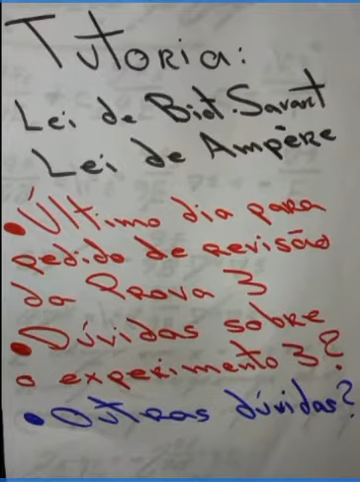 Tutoria:
Lei de Biot-Savart
Lei de Ampère
• Último dia para
pedido de revisão
da Prova 3
• Dúvidas sobre
o experimento 3?
• Outras dúvidas?